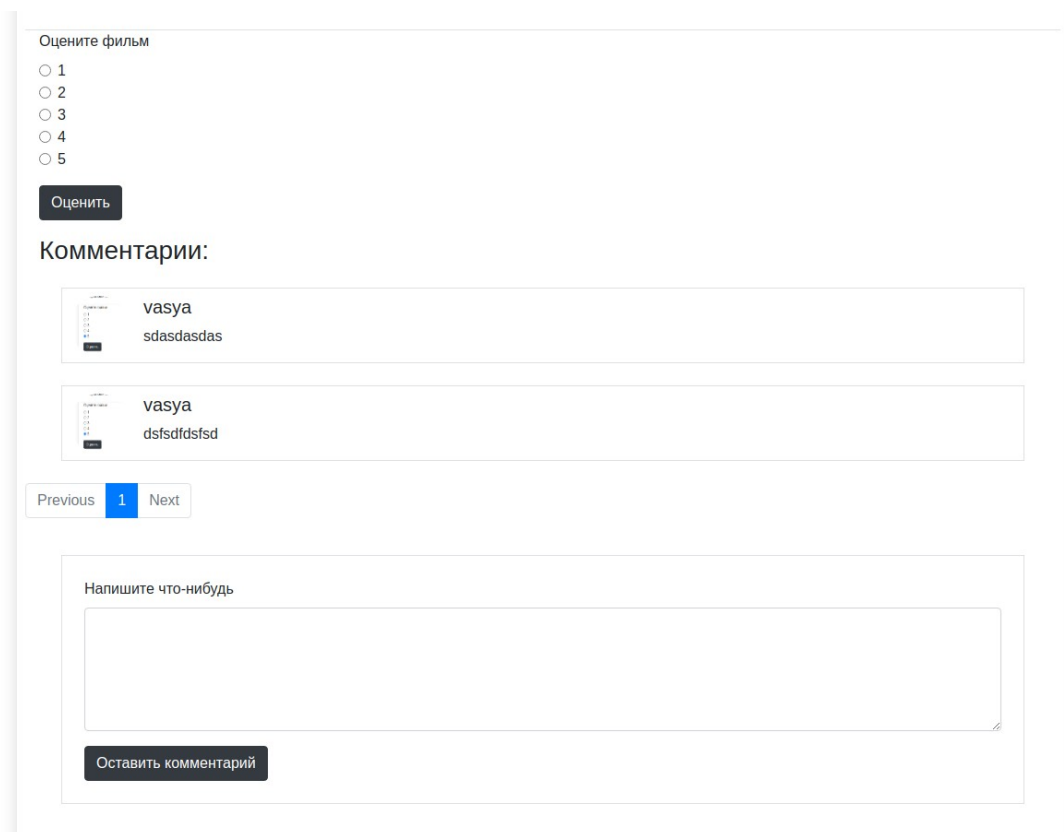 Оцените фильм
1
2
3
4
5
Оценить
Комментарии:
vasya
sdasdasdas
vasya
dsfsdfdsfsd
Previous 1 Next
Напишите что-нибудь
Оставить комментарий